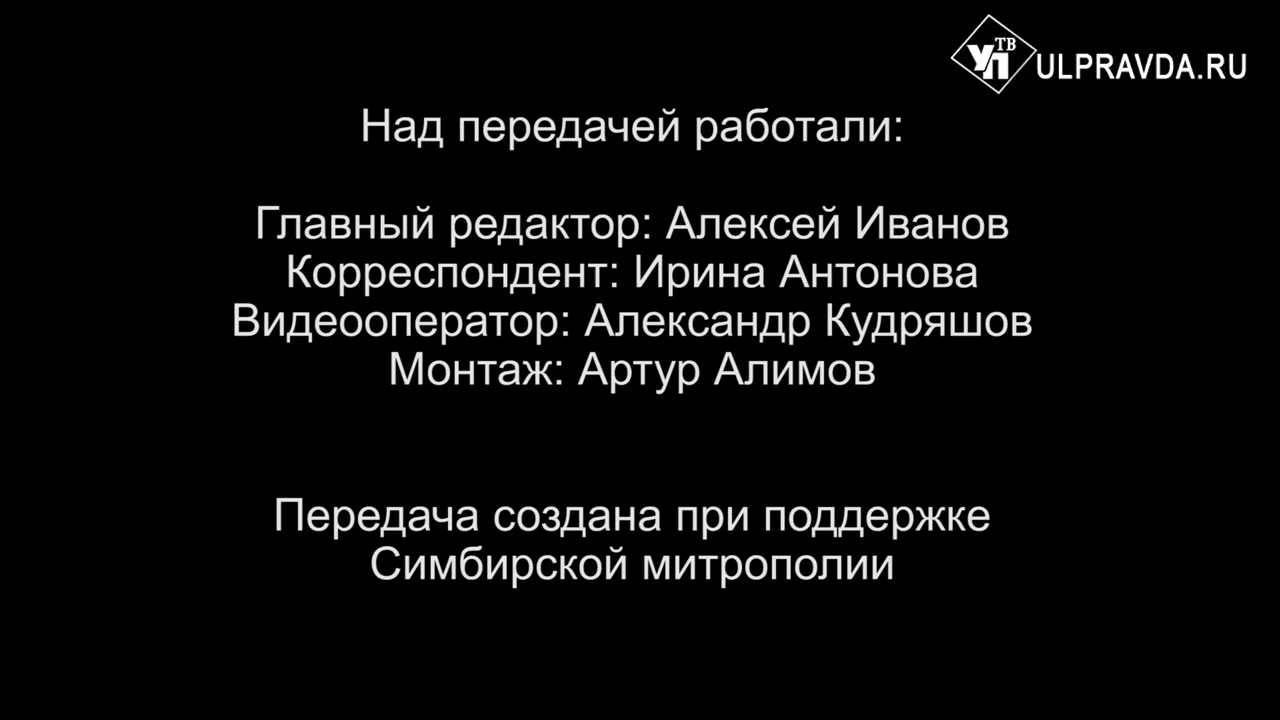 УП ТВ ULPRAVDA.RU
Над передачей работали:
Главный редактор: Алексей Иванов
Корреспондент: Ирина Антонова
Видеооператор: Александр Кудряшов
Монтаж: Артур Алимов
Передача создана при поддержке
Симбирской митрополии